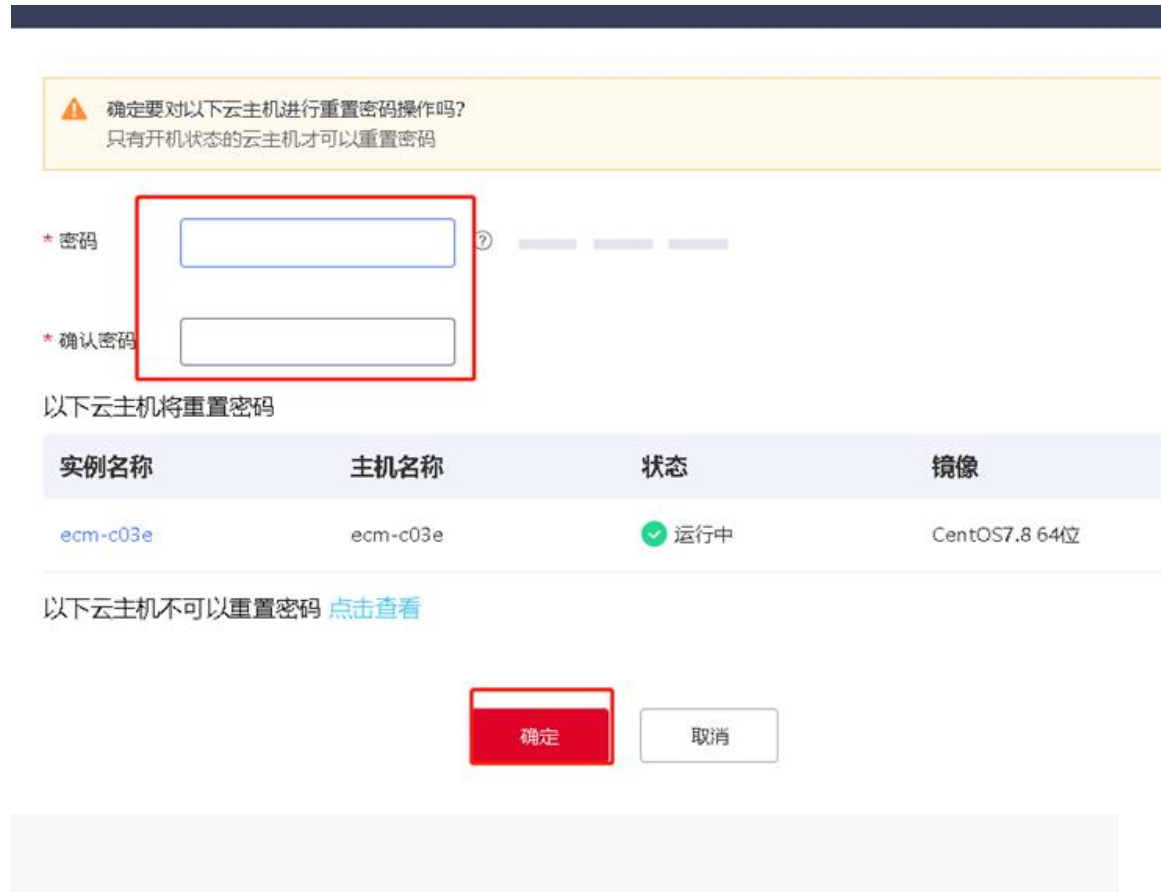 确定要对以下云主机进行重置密码操作吗?
只有开机状态的云主机才可以重置密码
* 密码 ?
* 确认密码
以下云主机将重置密码
实例名称 主机名称 状态 镜像
ecm-c03e ecm-c03e 运行中 CentOS7.8 64位
以下云主机不可以重置密码 点击查看
确定 取消